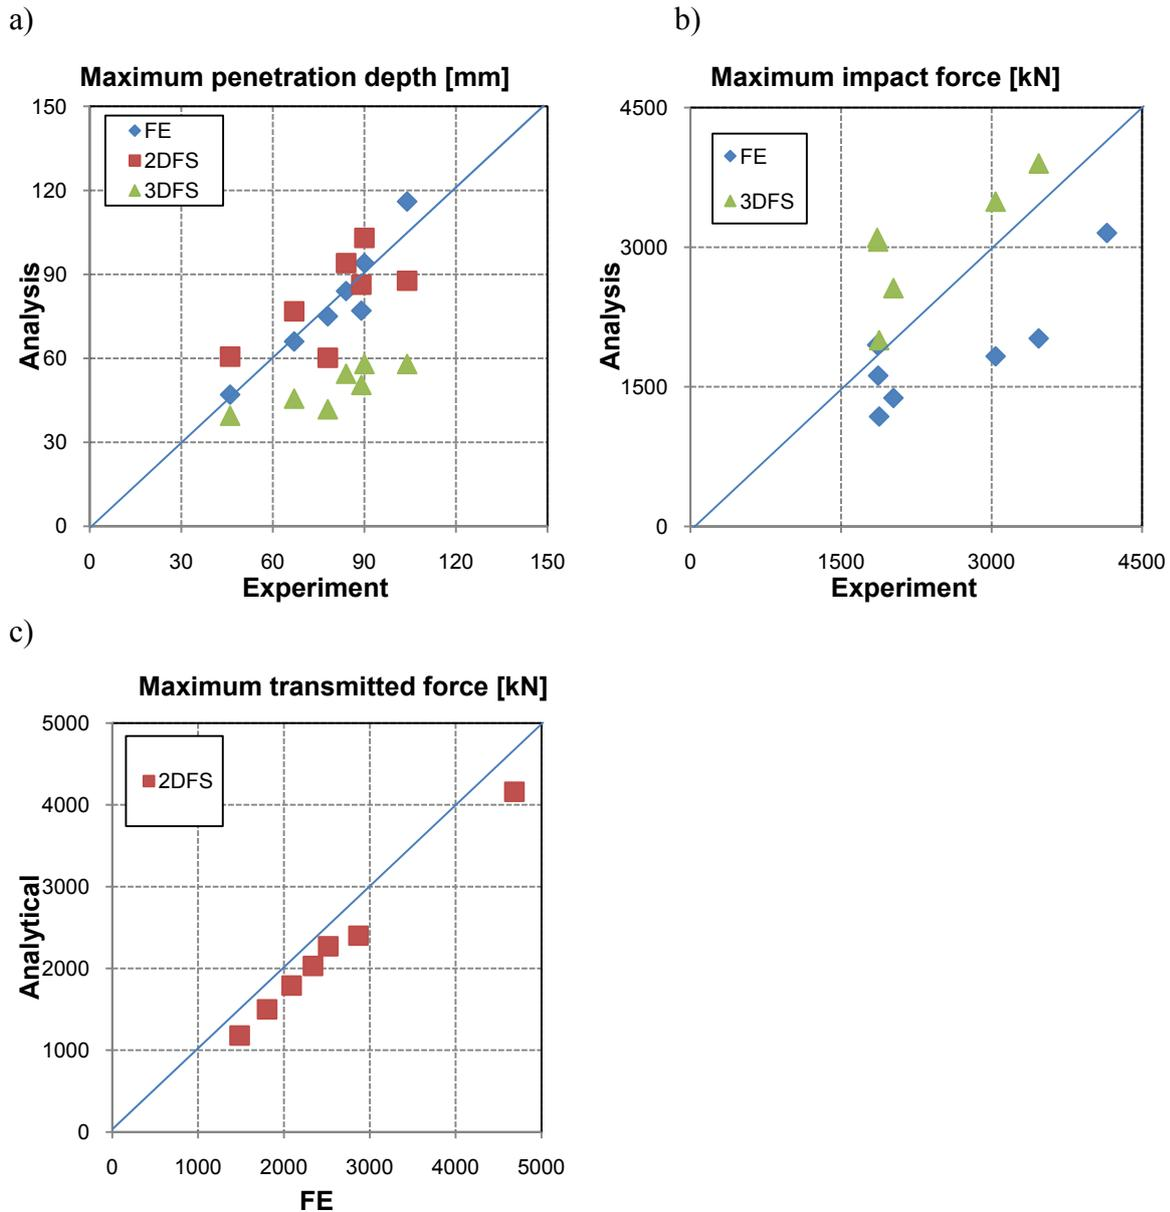 a)
Maximum penetration depth [mm]
150
120
90
60
30
0
FE
2DFS
3DFS
Analysis
0 30 60 90 120 150
Experiment
b)
Maximum impact force [kN]
4500
3000
1500
0
FE
3DFS
Analysis
0 1500 3000 4500
Experiment
c)
Maximum transmitted force [kN]
5000
4000
3000
2000
1000
0
2DFS
Analytical
0 1000 2000 3000 4000 5000
FE